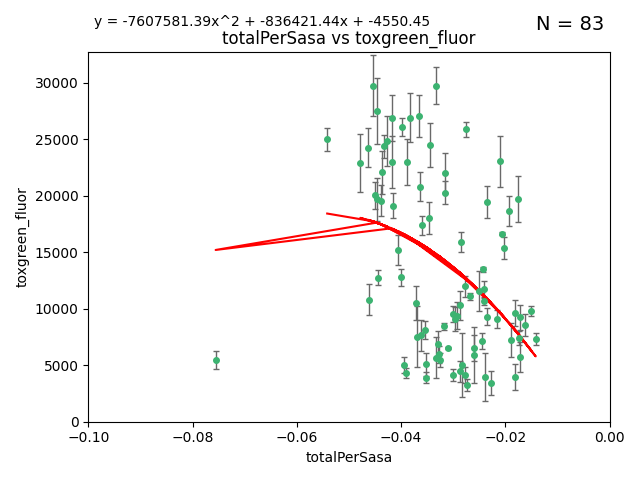 y = -7607581.39x^2 + -836421.44x + -4550.45
N = 83
totalPerSasa vs toxgreen_fluor
30000
25000
20000
15000
10000
5000
0
toxgreen_fluor
−0.10 −0.08 −0.06 −0.04 −0.02 0.00
totalPerSasa